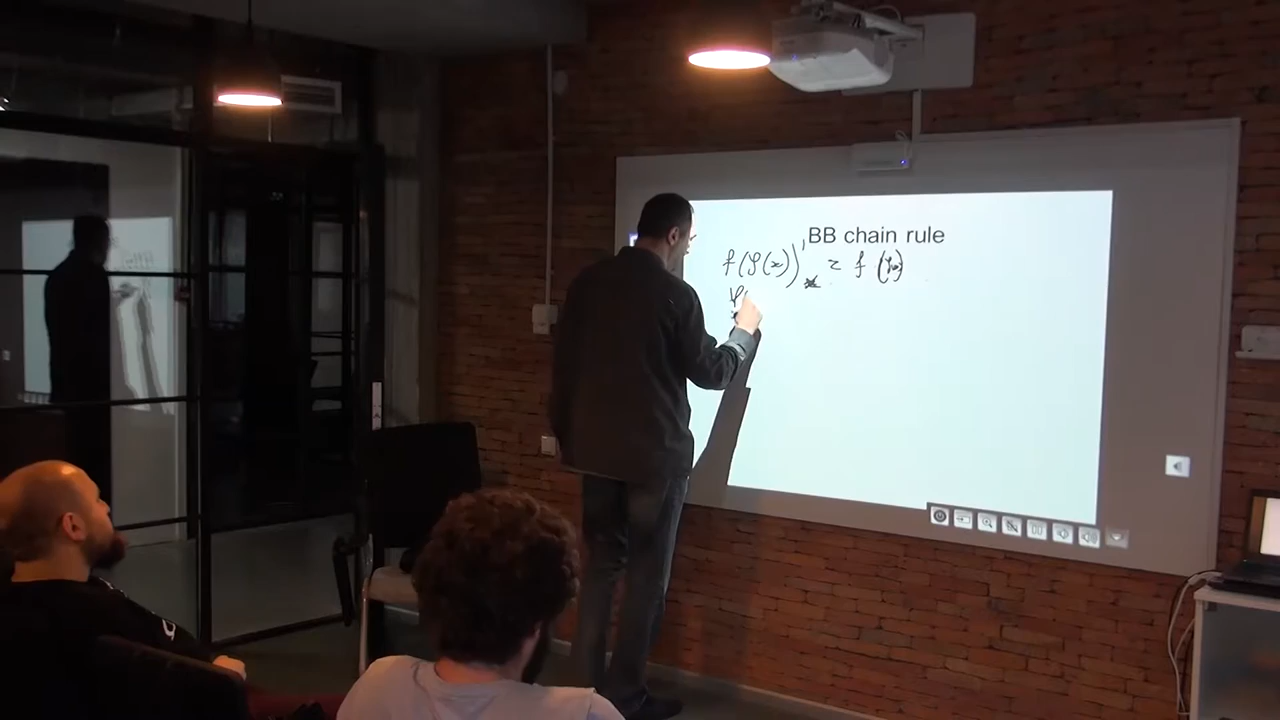 BB chain rule
f(φ(x))'ₓ = f (φ
φ(